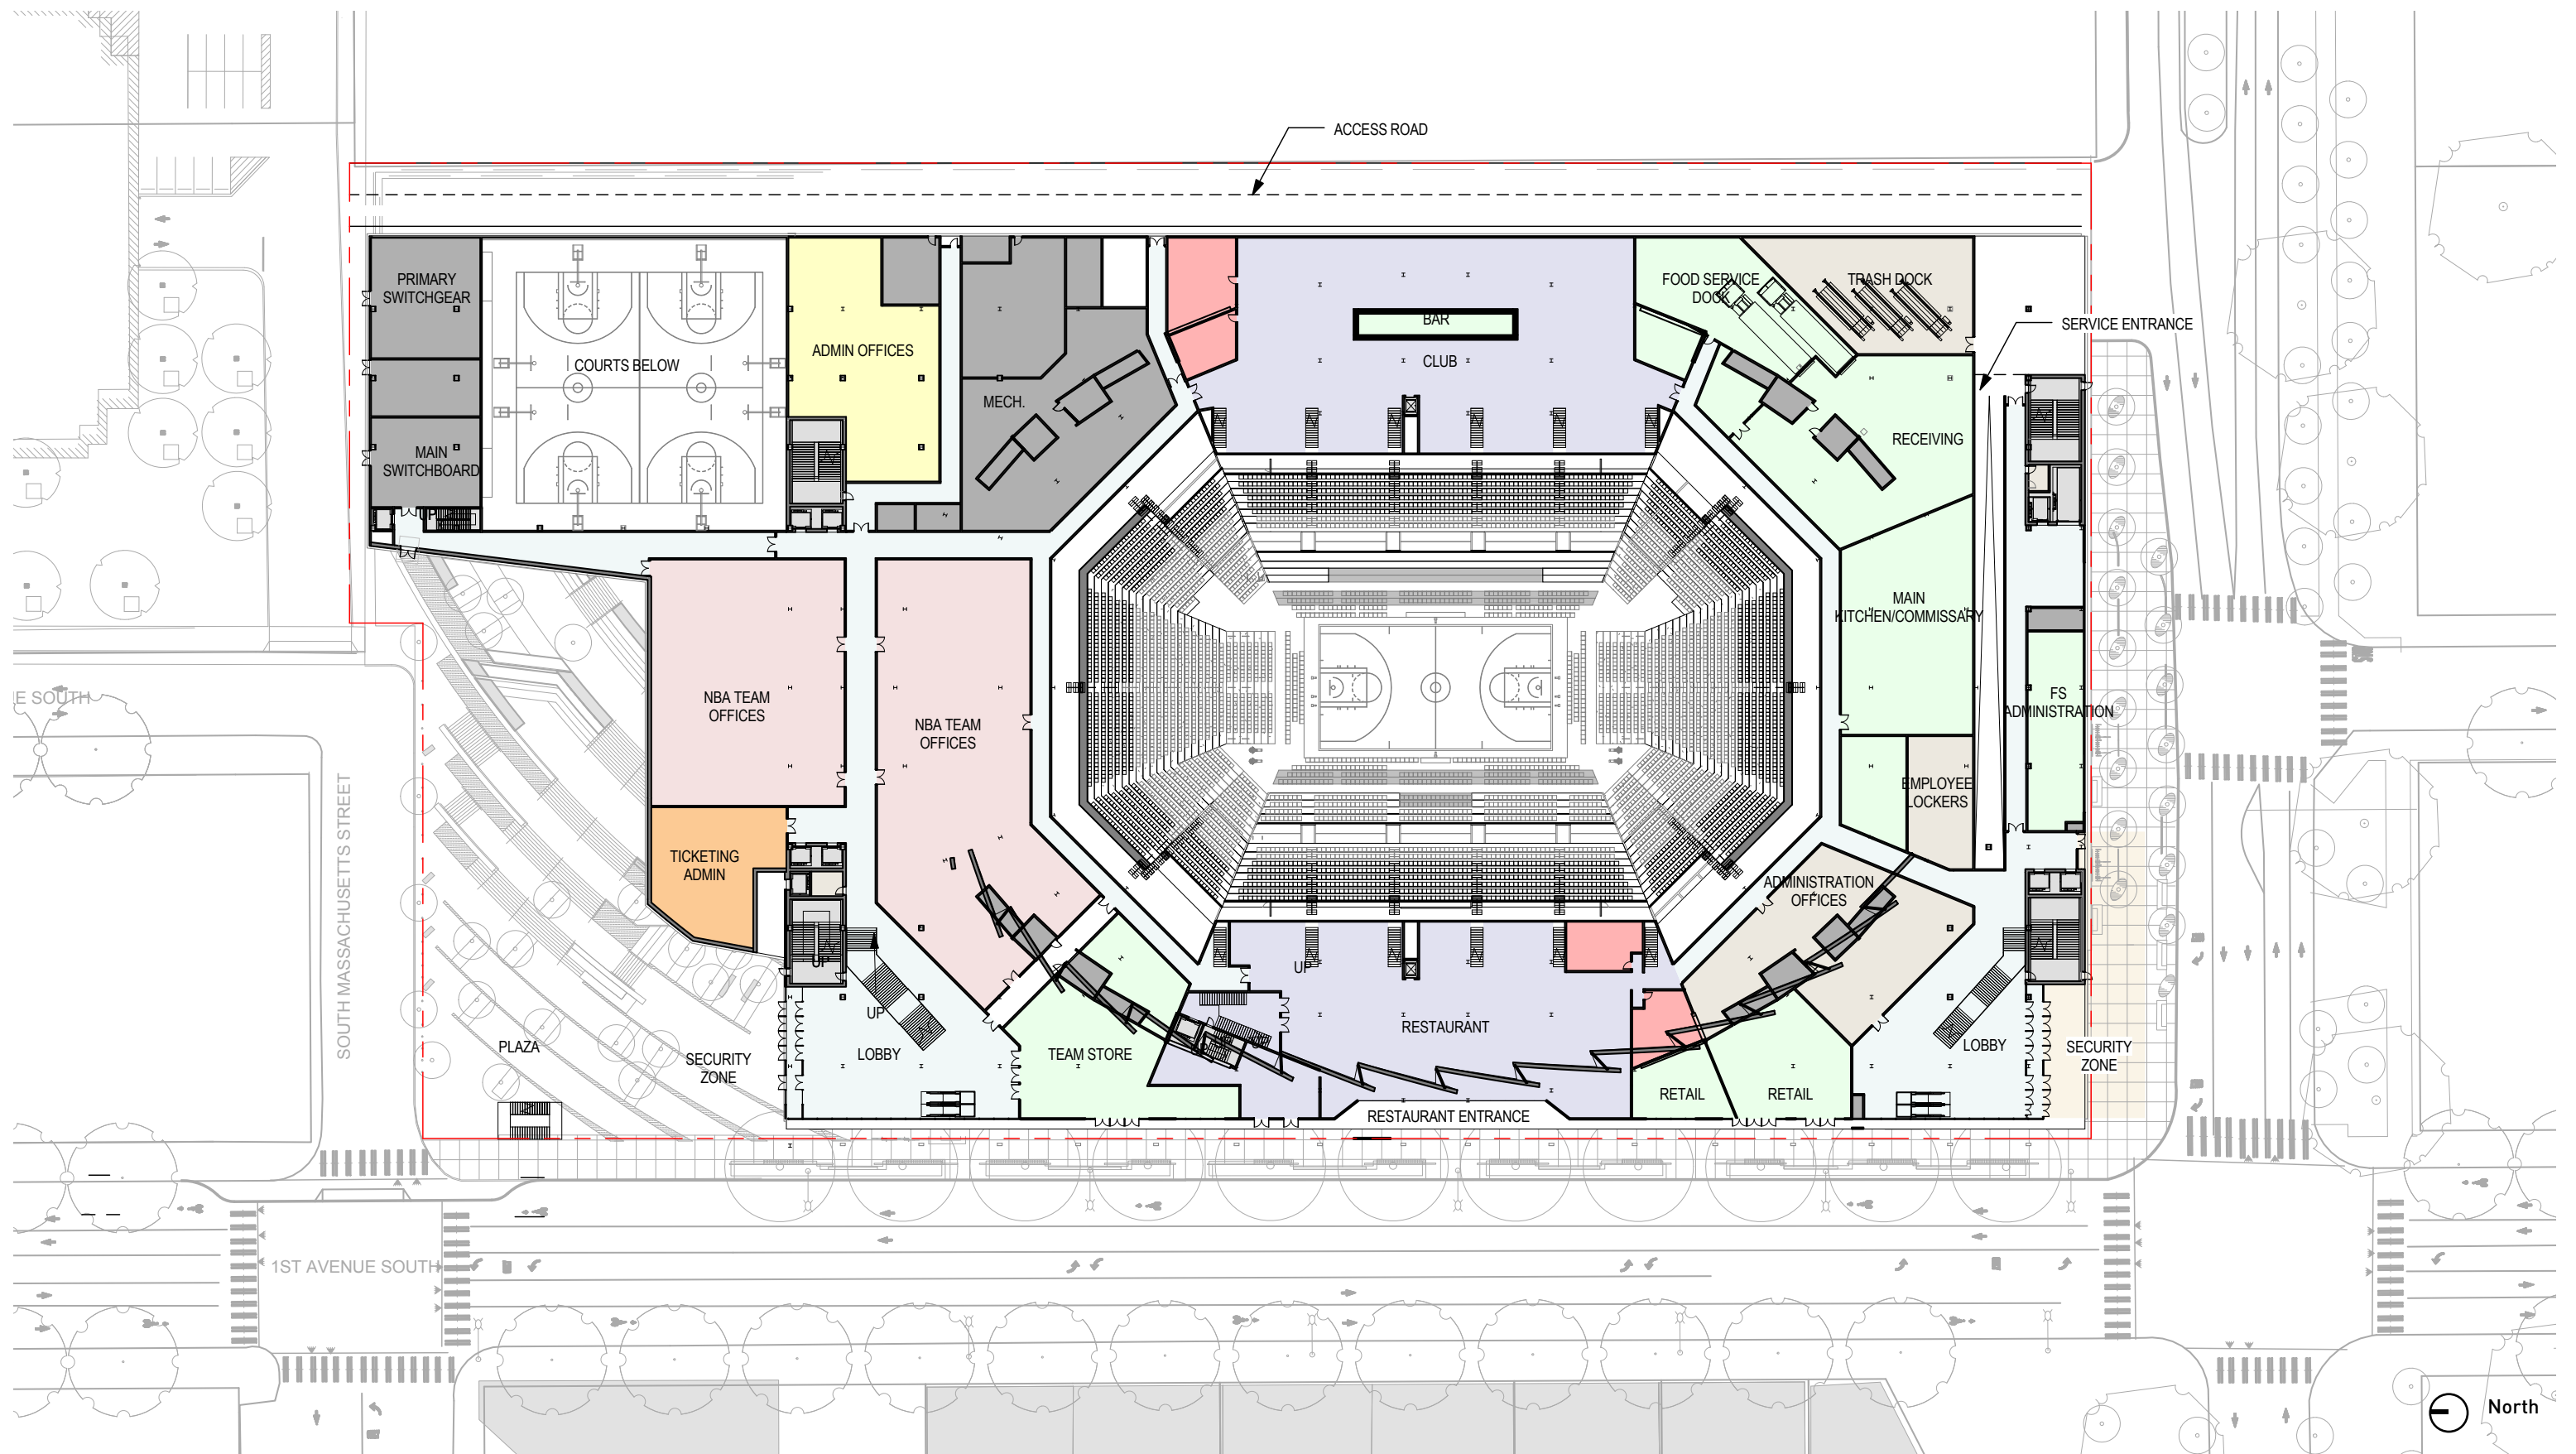 ACCESS ROAD
PRIMARY
SWITCHGEAR
COURTS BELOW
ADMIN OFFICES
MECH.
BAR
CLUB
FOOD SERVICE
DOCK
TRASH DOCK
SERVICE ENTRANCE
RECEIVING
MAIN
SWITCHBOARD
UP
MAIN
KITCHEN/COMMISSARY
E SOUTH
NBA TEAM
OFFICES
NBA TEAM
OFFICES
FS
ADMINISTRATION
EMPLOYEE
LOCKERS
TICKETING
ADMIN
ADMINISTRATION
OFFICES
SOUTH MASSACHUSETTS STREET
UP
UP
UP
PLAZA
SECURITY
ZONE
LOBBY
TEAM STORE
RESTAURANT
LOBBY
SECURITY
ZONE
RETAIL
RETAIL
RESTAURANT ENTRANCE
1ST AVENUE SOUTH
North